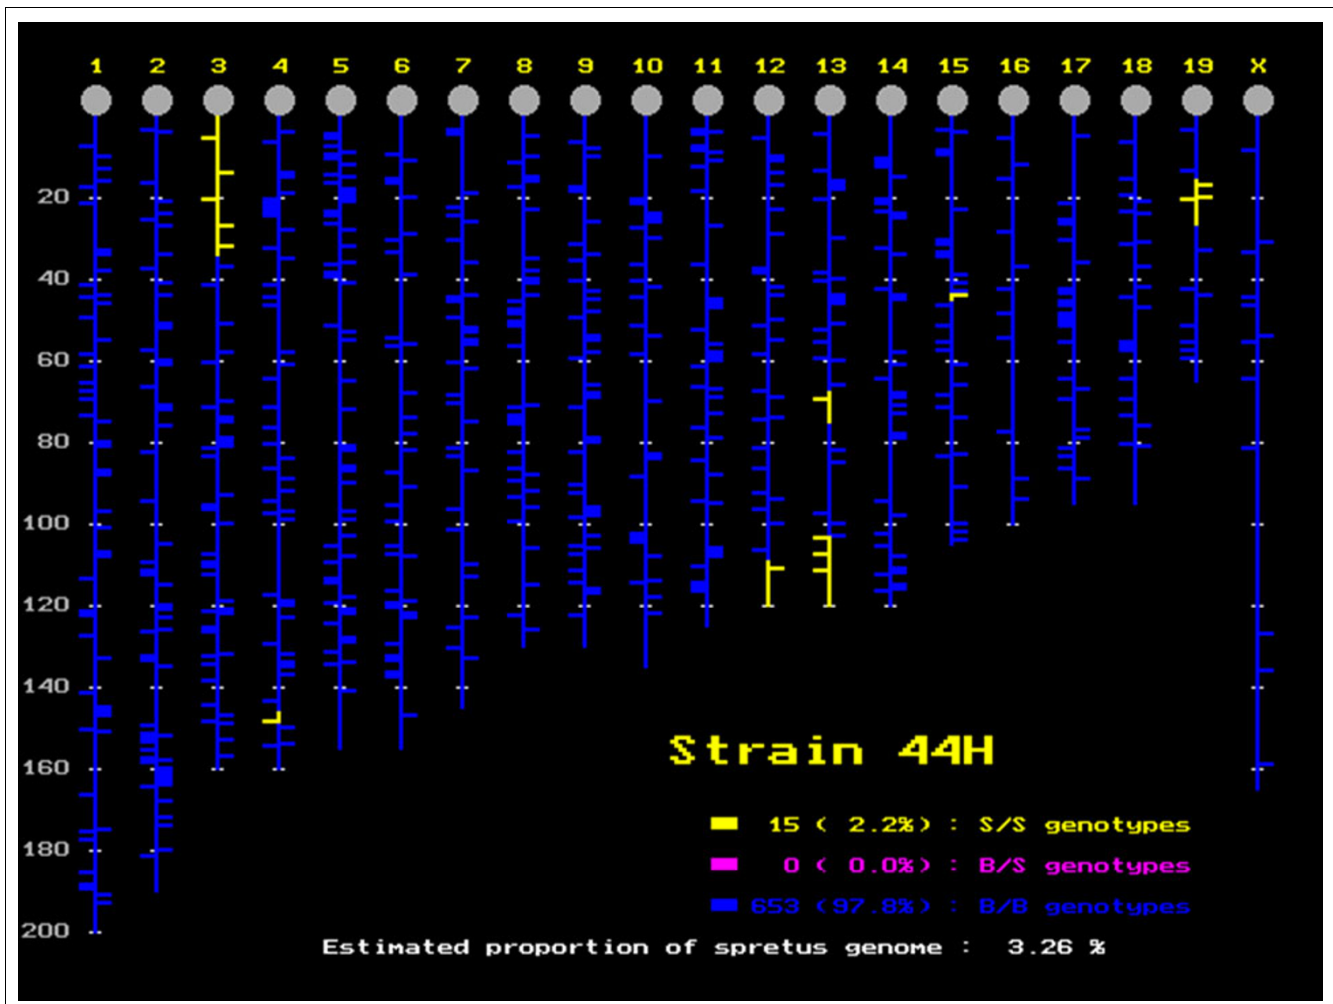 1 2 3 4 5 6 7 8 9 10 11 12 13 14 15 16 17 18 19 X
20
40
60
80
100
120
140
Strain 44H
160
15 ( 2.2%) : S/S genotypes
180
0 ( 0.0%) : B/S genotypes
653 (97.8%) : B/B genotypes
200
Estimated proportion of spretus genome : 3.26 %